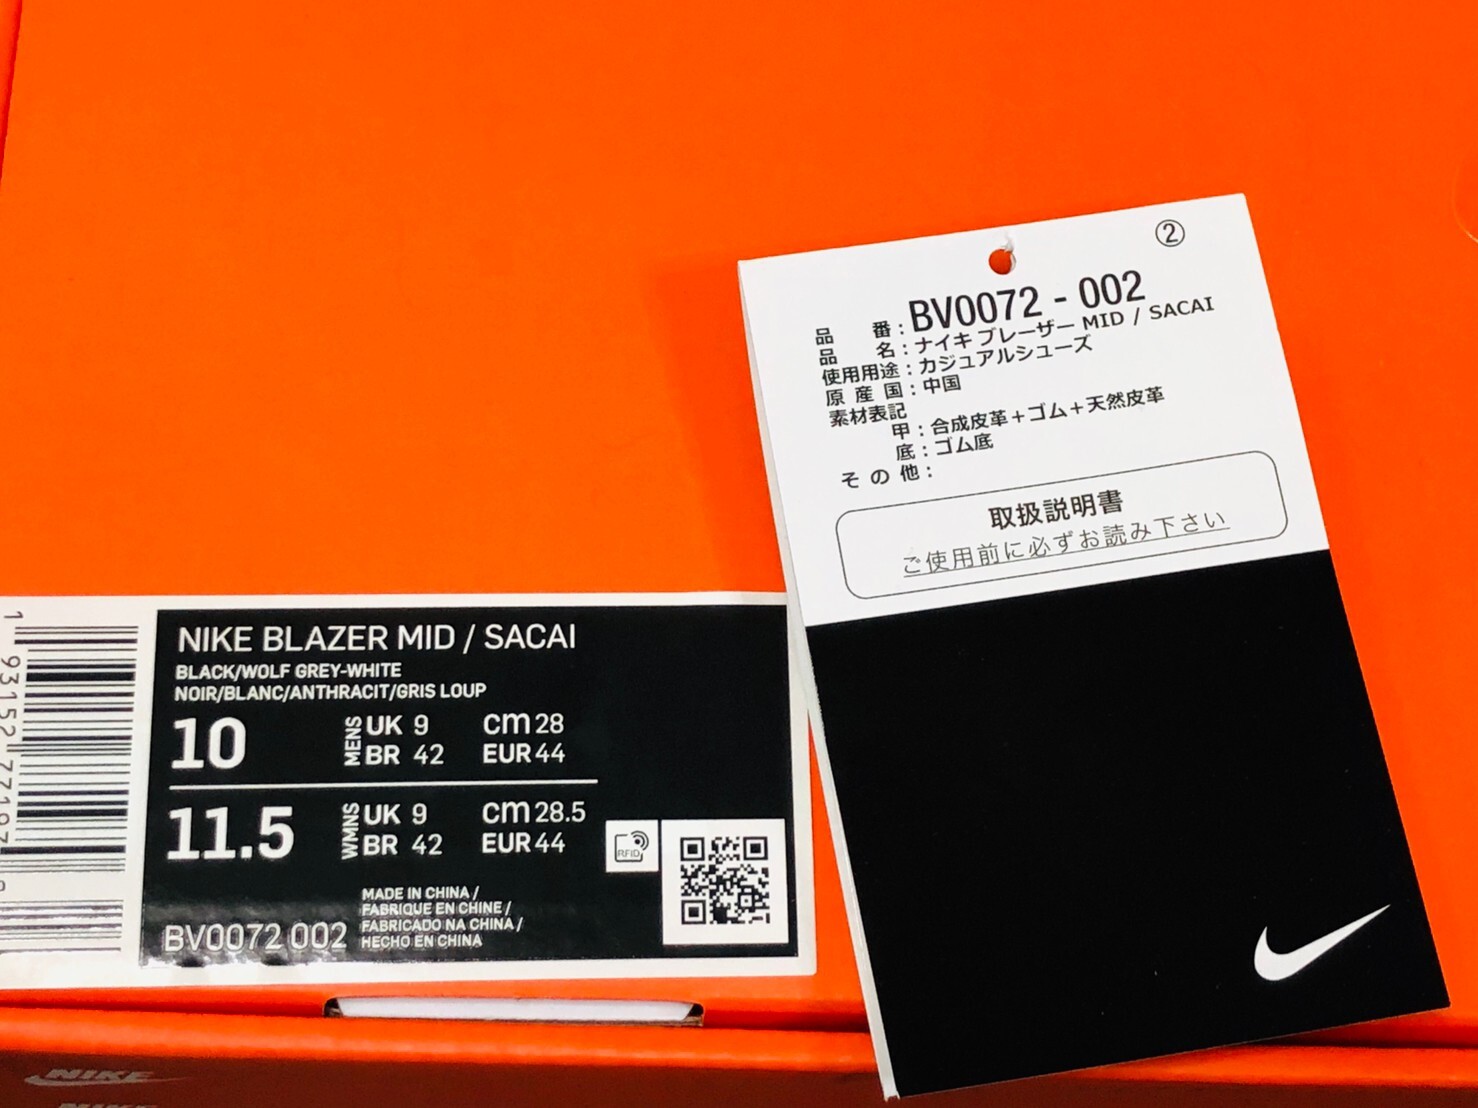 ②
品番：BV0072 - 002
品名：ナイキ ブレーザー MID / SACAI
使用用途：カジュアルシューズ
原産国：中国
素材表記
甲：合成皮革＋ゴム＋天然皮革
底：ゴム底
その他：
取扱説明書
ご使用前に必ずお読み下さい
NIKE BLAZER MID / SACAI
BLACK/WOLF GREY-WHITE
NOIR/BLANC/ANTHRACIT/GRIS LOUP
10 MENS UK 9 cm 28
BR 42 EUR 44
11.5 WMNS UK 9 cm 28.5
BR 42 EUR 44
RFID
MADE IN CHINA /
FABRIQUE EN CHINE /
FABRICADO NA CHINA /
HECHO EN CHINA
BV0072 002
1 93152 77197
NIKE
NIKE